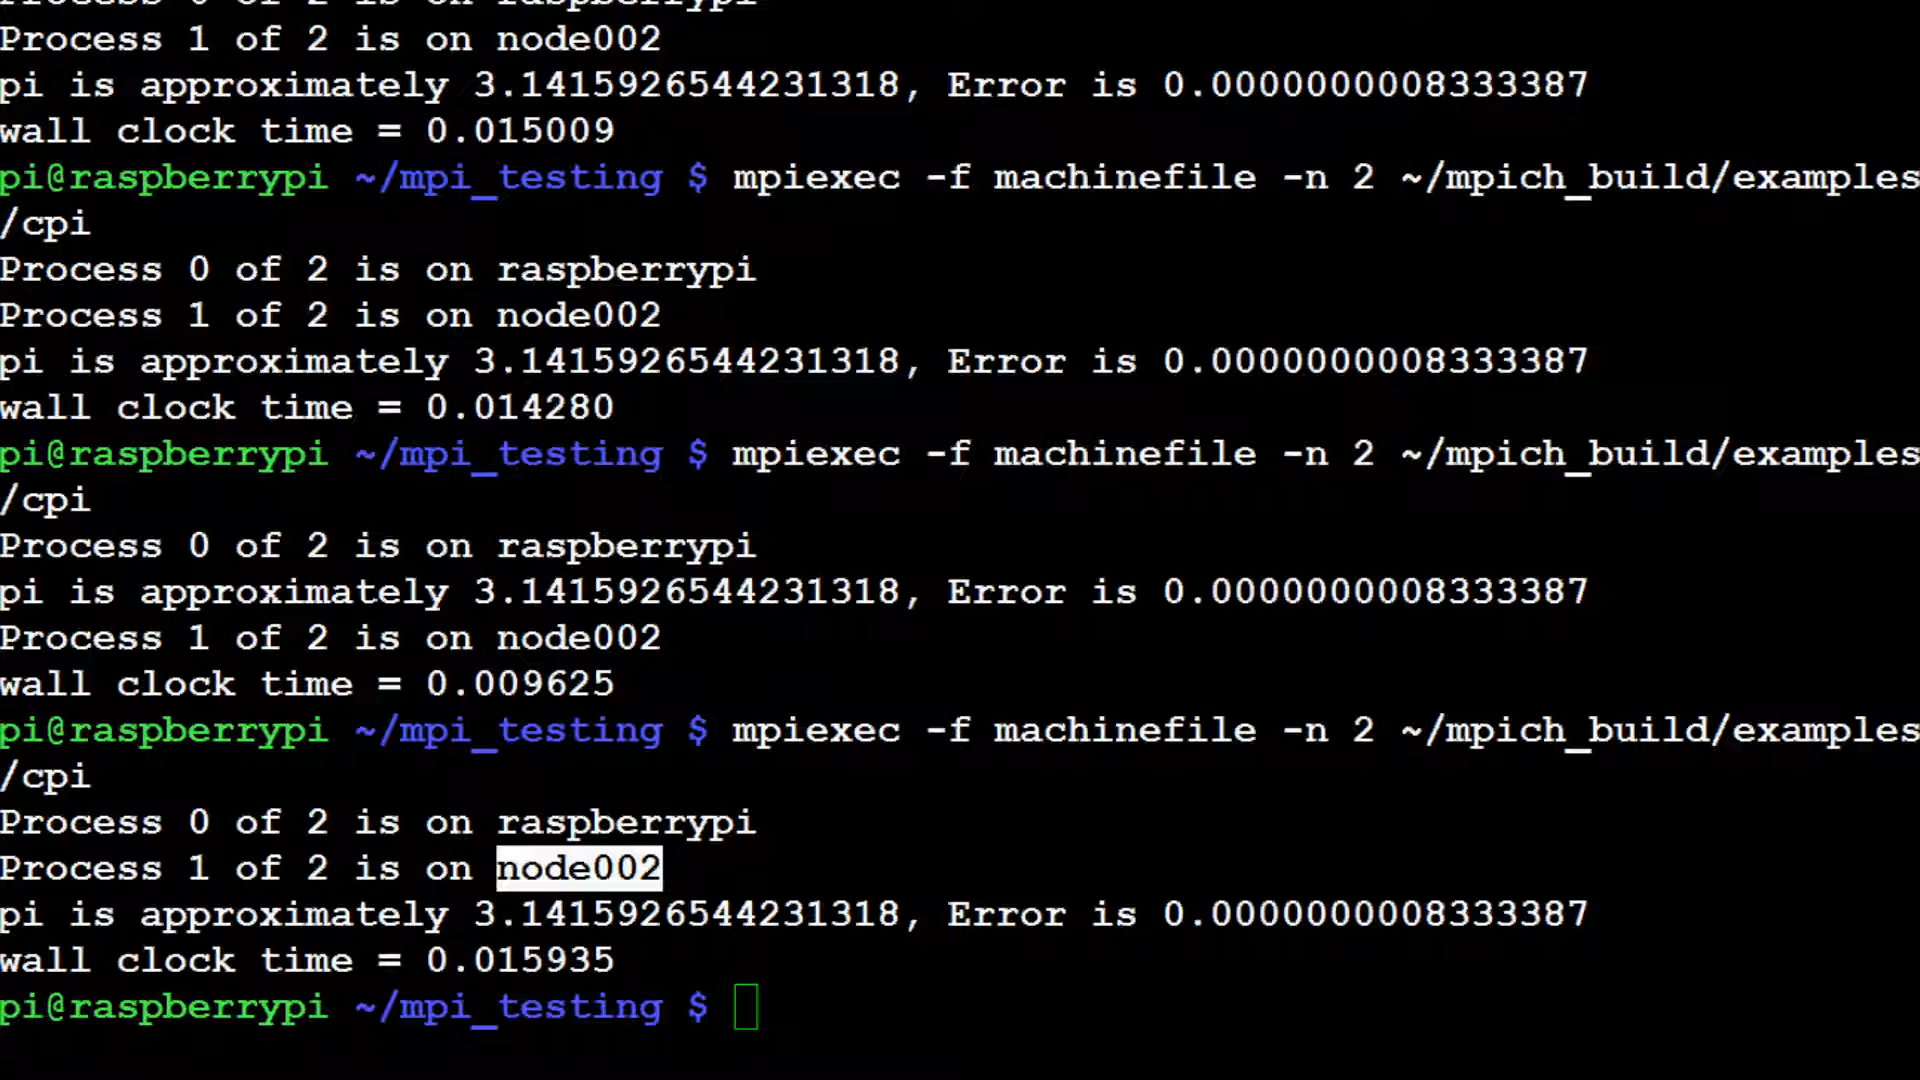 Process 0 of 2 is on raspberrypi
Process 1 of 2 is on node002
pi is approximately 3.1415926544231318, Error is 0.0000000008333387
wall clock time = 0.015009
pi@raspberrypi ~/mpi_testing $ mpiexec -f machinefile -n 2 ~/mpich_build/examples
/cpi
Process 0 of 2 is on raspberrypi
Process 1 of 2 is on node002
pi is approximately 3.1415926544231318, Error is 0.0000000008333387
wall clock time = 0.014280
pi@raspberrypi ~/mpi_testing $ mpiexec -f machinefile -n 2 ~/mpich_build/examples
/cpi
Process 0 of 2 is on raspberrypi
pi is approximately 3.1415926544231318, Error is 0.0000000008333387
Process 1 of 2 is on node002
wall clock time = 0.009625
pi@raspberrypi ~/mpi_testing $ mpiexec -f machinefile -n 2 ~/mpich_build/examples
/cpi
Process 0 of 2 is on raspberrypi
Process 1 of 2 is on node002
pi is approximately 3.1415926544231318, Error is 0.0000000008333387
wall clock time = 0.015935
pi@raspberrypi ~/mpi_testing $